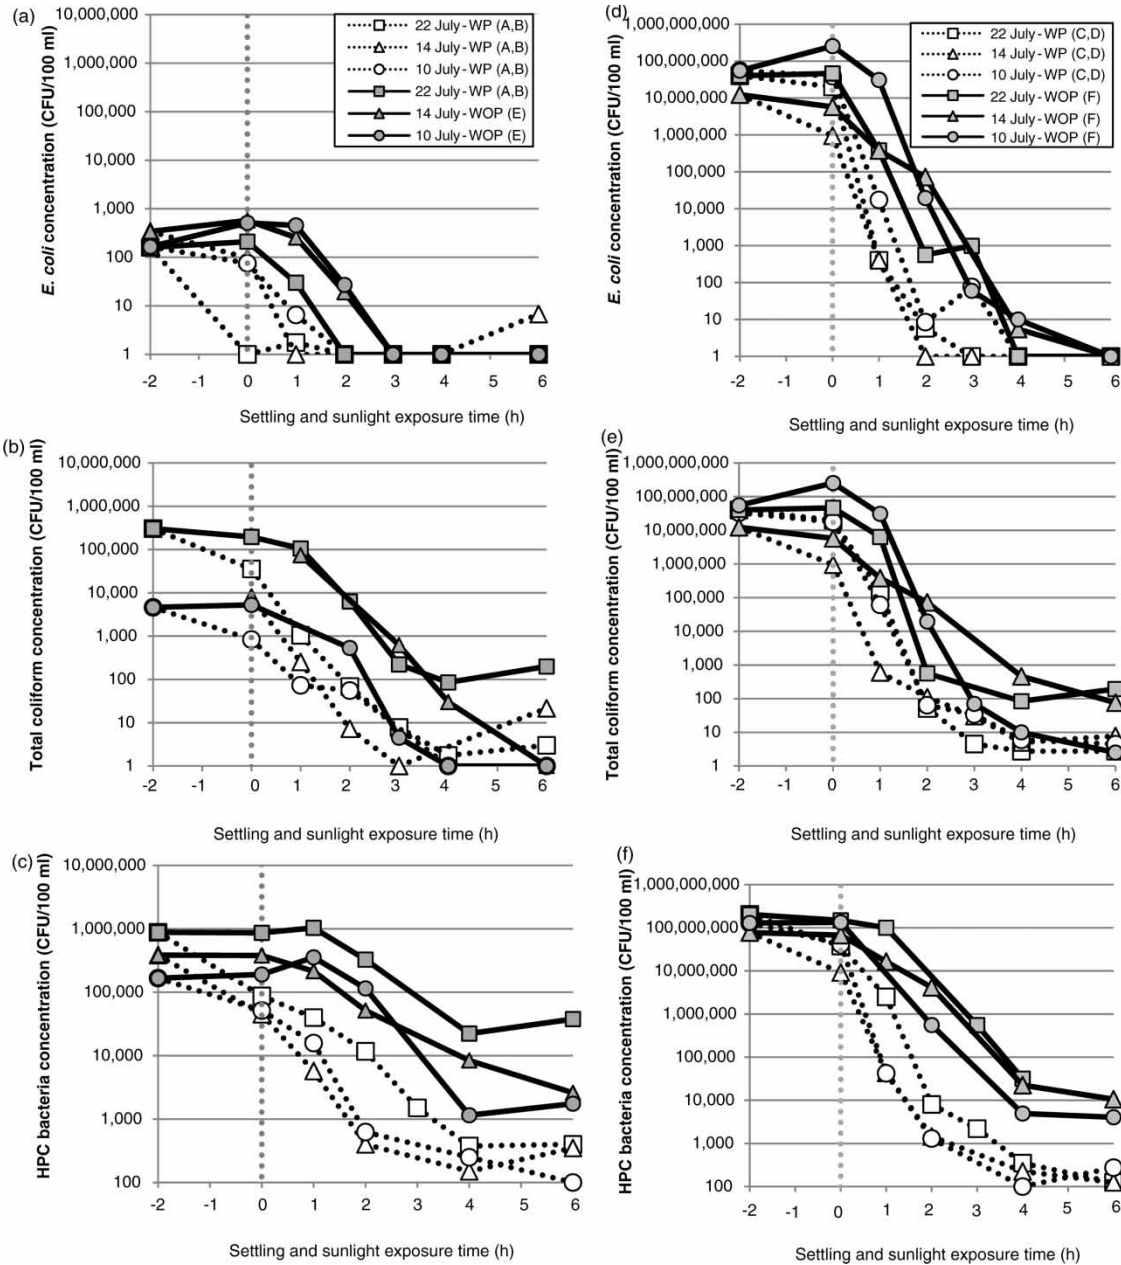 (a)
10,000,000
1,000,000
100,000
10,000
1,000
100
10
1
E. coli concentration (CFU/100 ml)
22 July - WP (A,B)
14 July - WP (A,B)
10 July - WP (A,B)
22 July - WP (A,B)
14 July - WOP (E)
10 July - WOP (E)
-2 -1 0 1 2 3 4 5 6
Settling and sunlight exposure time (h)
(d)
1,000,000,000
100,000,000
10,000,000
1,000,000
100,000
10,000
1,000
100
10
1
E. coli concentration (CFU/100 ml)
22 July - WP (C,D)
14 July - WP (C,D)
10 July - WP (C,D)
22 July - WOP (F)
14 July - WOP (F)
10 July - WOP (F)
-2 -1 0 1 2 3 4 5 6
Settling and sunlight exposure time (h)
(b)
10,000,000
1,000,000
100,000
10,000
1,000
100
10
1
Total coliform concentration (CFU/100 ml)
-2 -1 0 1 2 3 4 5 6
Settling and sunlight exposure time (h)
(e)
1,000,000,000
100,000,000
10,000,000
1,000,000
100,000
10,000
1,000
100
10
1
Total coliform concentration (CFU/100 ml)
-2 -1 0 1 2 3 4 5 6
Settling and sunlight exposure time (h)
(c)
10,000,000
1,000,000
100,000
10,000
1,000
100
HPC bacteria concentration (CFU/100 ml)
-2 -1 0 1 2 3 4 5 6
Settling and sunlight exposure time (h)
(f)
1,000,000,000
100,000,000
10,000,000
1,000,000
100,000
10,000
1,000
100
HPC bacteria concentration (CFU/100 ml)
-2 -1 0 1 2 3 4 5 6
Settling and sunlight exposure time (h)